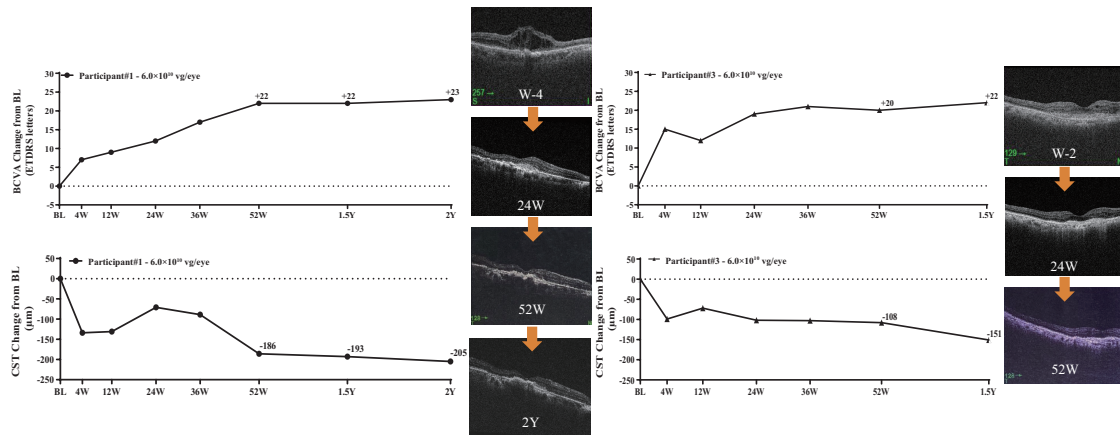 Participant#1 - 6.0×10¹⁰ vg/eye
BCVA Change from BL
(ETDRS letters)
30
25
20
15
10
5
0
-5
+22
+22
+23
BL 4W 12W 24W 36W 52W 1.5Y 2Y
Participant#1 - 6.0×10¹⁰ vg/eye
CST Change from BL
(μm)
50
0
-50
-100
-150
-200
-250
-186
-193
-205
BL 4W 12W 24W 36W 52W 1.5Y 2Y
257→
S
W-4
24W
52W
128→
2Y
Participant#3 - 6.0×10¹⁰ vg/eye
BCVA Change from BL
(ETDRS letters)
30
25
20
15
10
5
0
-5
+20
+22
BL 4W 12W 24W 36W 52W 1.5Y
Participant#3 - 6.0×10¹⁰ vg/eye
CST Change from BL
(μm)
50
0
-50
-100
-150
-200
-250
-108
-151
BL 4W 12W 24W 36W 52W 1.5Y
129→
T
W-2
24W
52W